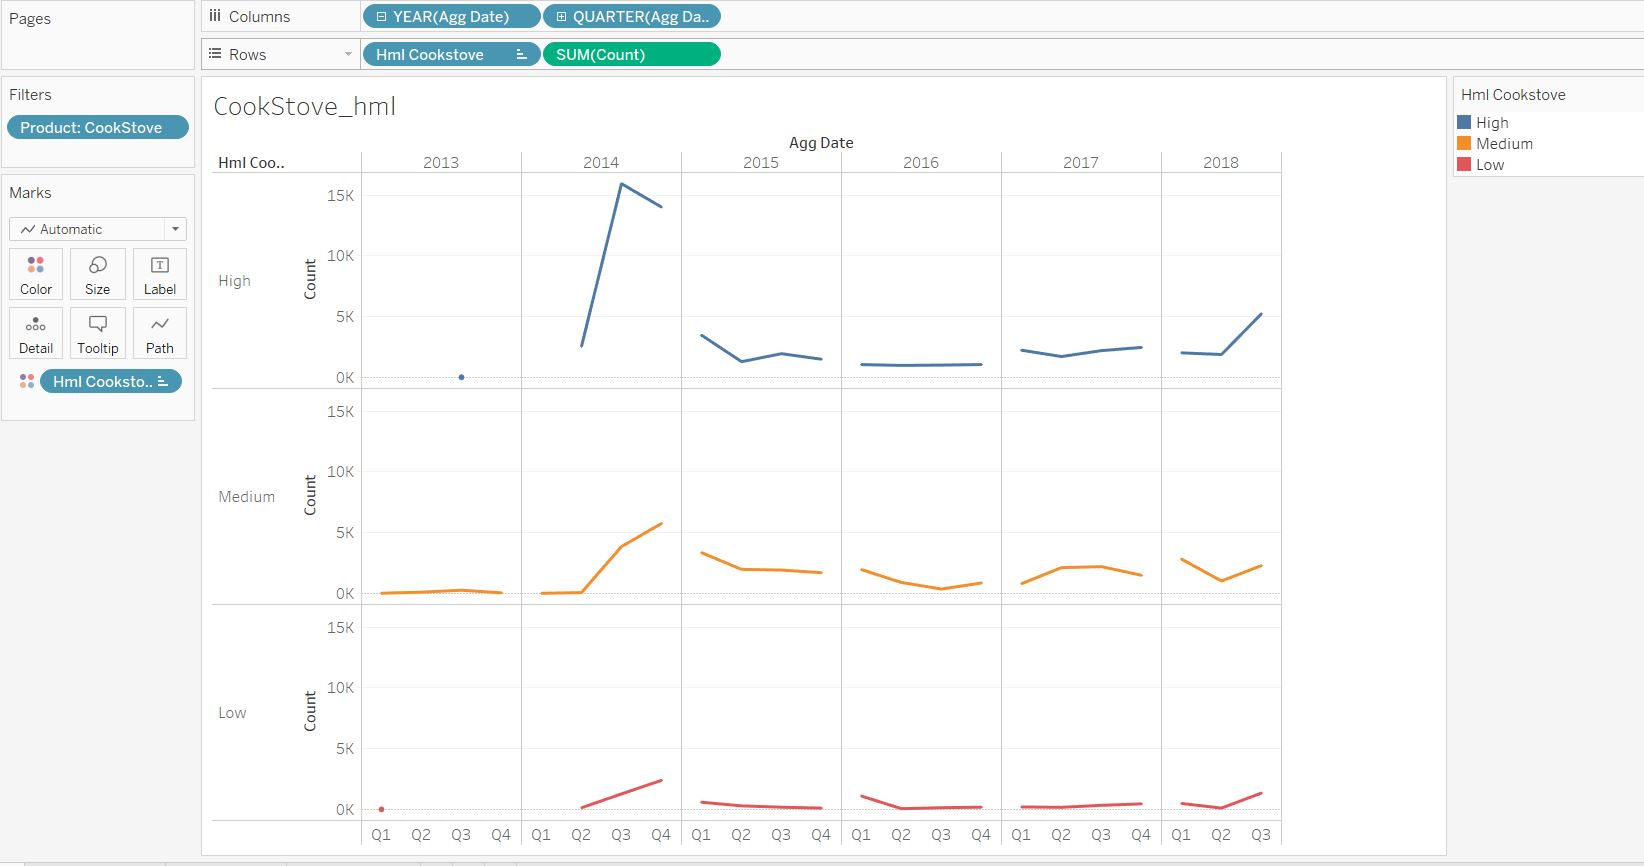 Pages
Columns
YEAR(Agg Date)
QUARTER(Agg Da..
Rows
Hml Cookstove
SUM(Count)
Filters
Product: CookStove
Marks
Automatic
Color
Size
T
Label
Detail
Tooltip
Path
Hml Cooksto..
CookStove_hml
Agg Date
Hml Coo..
2013
2014
2015
2016
2017
2018
High
Count
15K
10K
5K
0K
Medium
Count
15K
10K
5K
0K
Low
Count
15K
10K
5K
0K
Q1 Q2 Q3 Q4 Q1 Q2 Q3 Q4 Q1 Q2 Q3 Q4 Q1 Q2 Q3 Q4 Q1 Q2 Q3 Q4 Q1 Q2 Q3
Hml Cookstove
High
Medium
Low